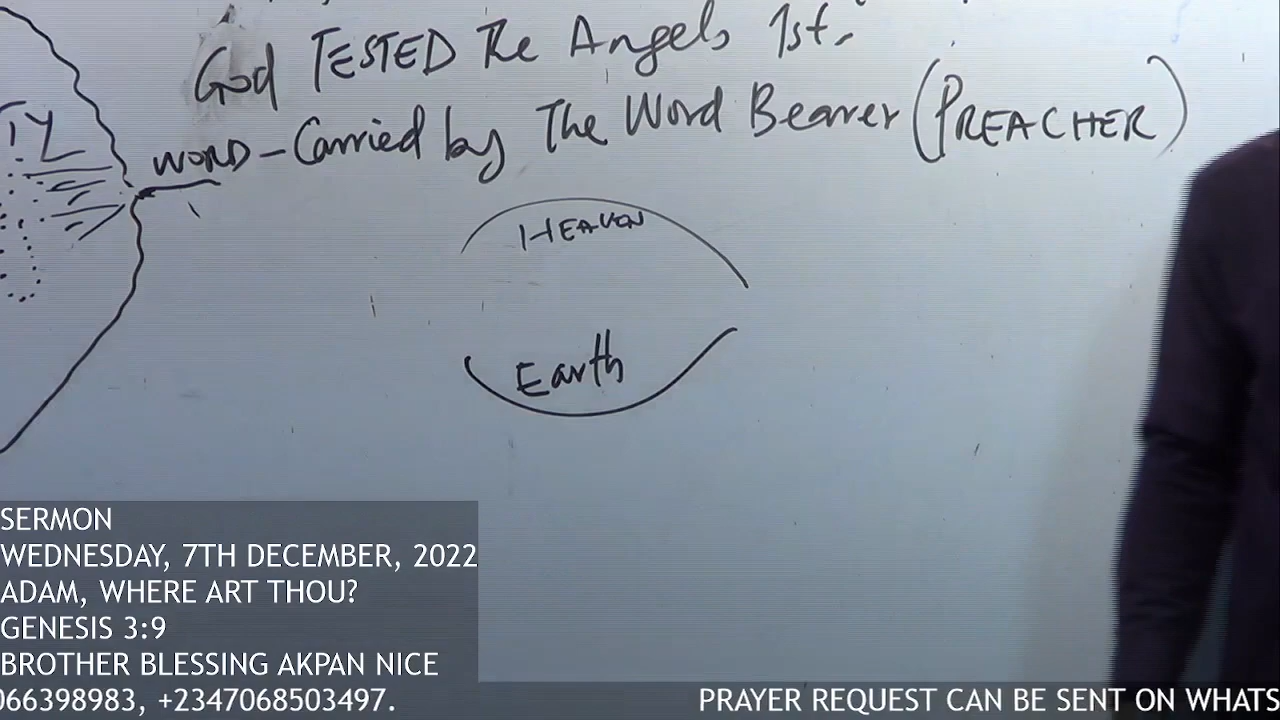 God TESTED The Angels 1st.
TY
WORD - Carried by The Word Bearer (PREACHER)
HEAVEN
Earth
SERMON
WEDNESDAY, 7TH DECEMBER, 2022
ADAM, WHERE ART THOU?
GENESIS 3:9
BROTHER BLESSING AKPAN NICE
066398983, +2347068503497.
PRAYER REQUEST CAN BE SENT ON WHATS